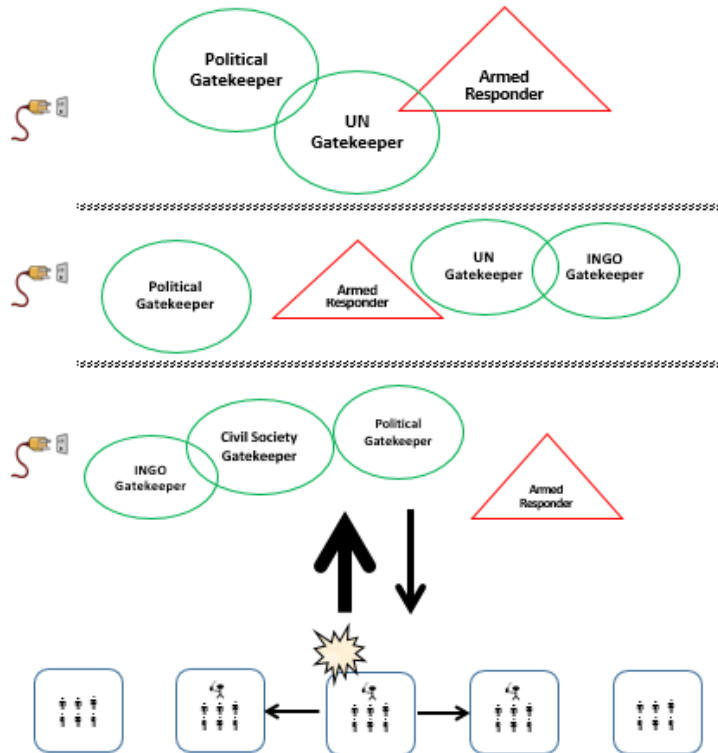 Political
Gatekeeper
UN
Gatekeeper
Armed
Responder
Political
Gatekeeper
Armed
Responder
UN
Gatekeeper
INGO
Gatekeeper
INGO
Gatekeeper
Civil Society
Gatekeeper
Political
Gatekeeper
Armed
Responder